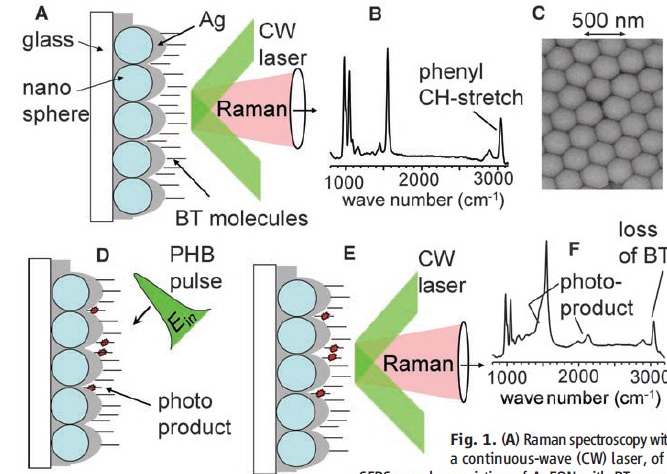 A
Ag
glass
nano
sphere
CW
laser
Raman
BT molecules
B
phenyl
CH-stretch
1000 2000 3000
wave number (cm-1)
C
500 nm
D
PHB
pulse
Ein
photo
product
E
CW
laser
Raman
F
loss
of BT
photo-
product
1000 2000 3000
wave number (cm-1)
Fig. 1. (A) Raman spectroscopy wit
a continuous-wave (CW) laser, of